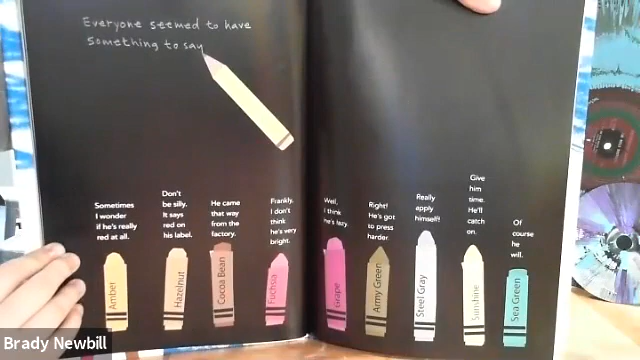 Everyone seemed to have
something to say
Sometimes
I wonder
if he's really
red at all.
Don't
be silly.
It says
red on
his label.
He came
that way
from the
factory.
Frankly,
I don't
think
he's very
bright.
Well,
I think
he's lazy.
Right!
He's got
to press
harder.
Really
apply
himself!
Give
him
time.
He'll
catch
on.
Of
course
he
will.
Amber
Hazelnut
Cocoa Bean
Fuchsia
Grape
Army Green
Steel Gray
Sunshine
Sea Green
Brady Newbill